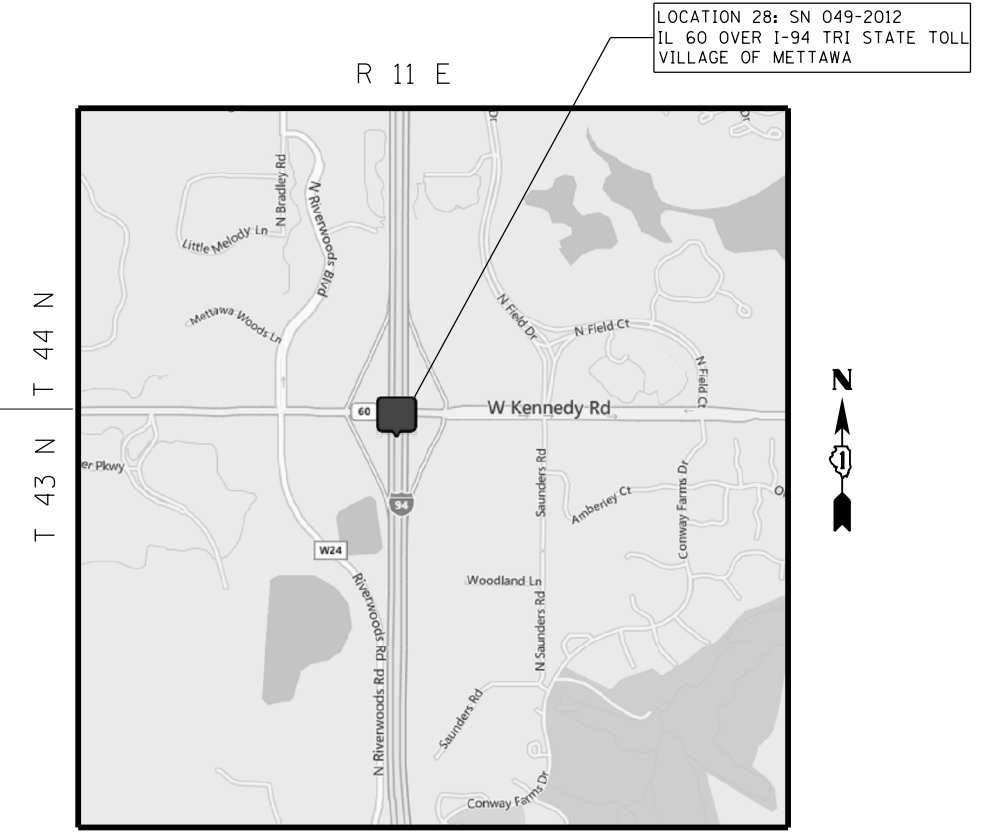 LOCATION 28: SN 049-2012
IL 60 OVER I-94 TRI STATE TOLL
VILLAGE OF METTAWA
R 11 E
T 44 N
T 43 N
N
1
N Bradley Rd
N Riverwoods Blvd
Little Melody Ln
Mettawa Woods Ln
Dr
Dr
N Field Dr
N Field Ct
N Field Ct
60
W Kennedy Rd
er Pkwy
94
W24
Saunders Rd
Amberley Ct
Conway Farms Dr
Woodland Ln
N Saunders Rd
Riverwoods Rd
N Riverwoods Rd
Saunders Rd
Conway Farms Dr